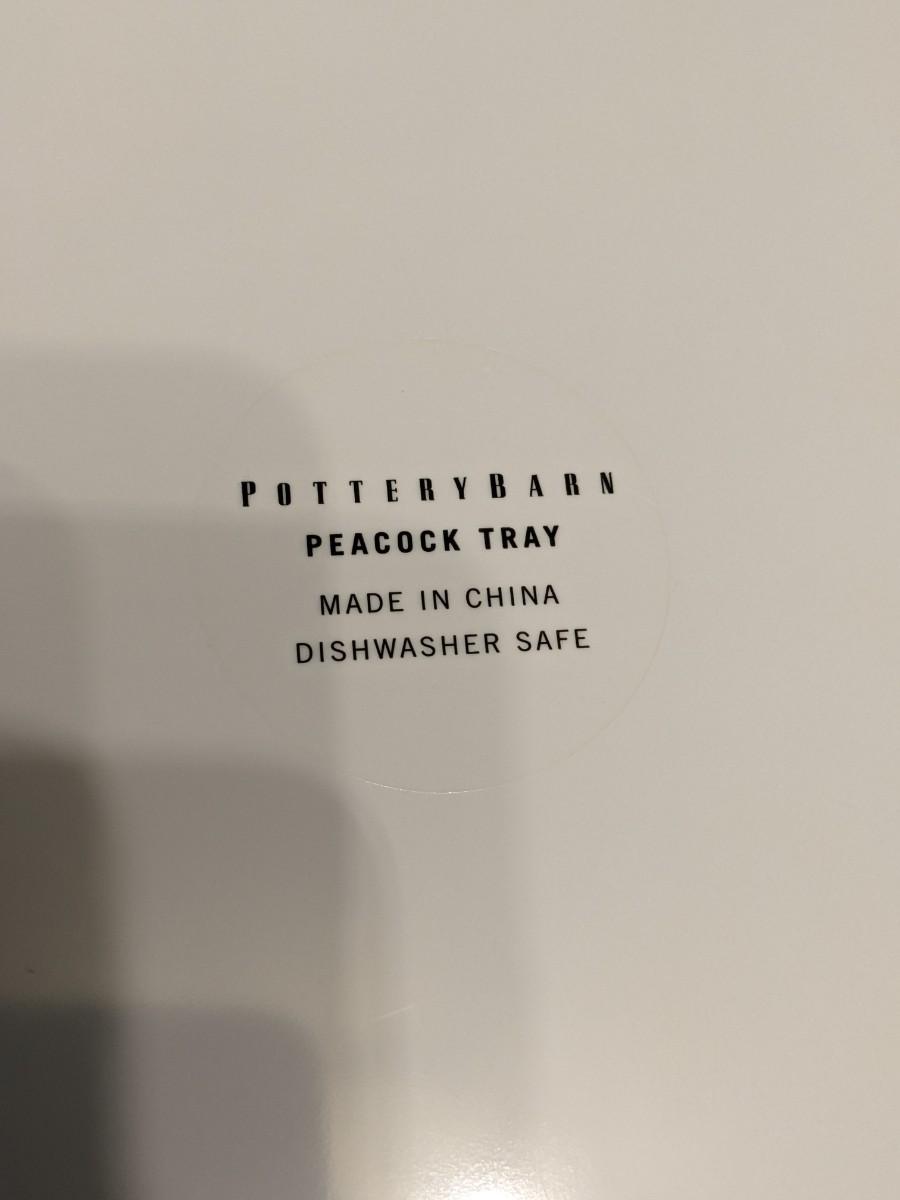 POTTERYBARN
PEACOCK TRAY
MADE IN CHINA
DISHWASHER SAFE